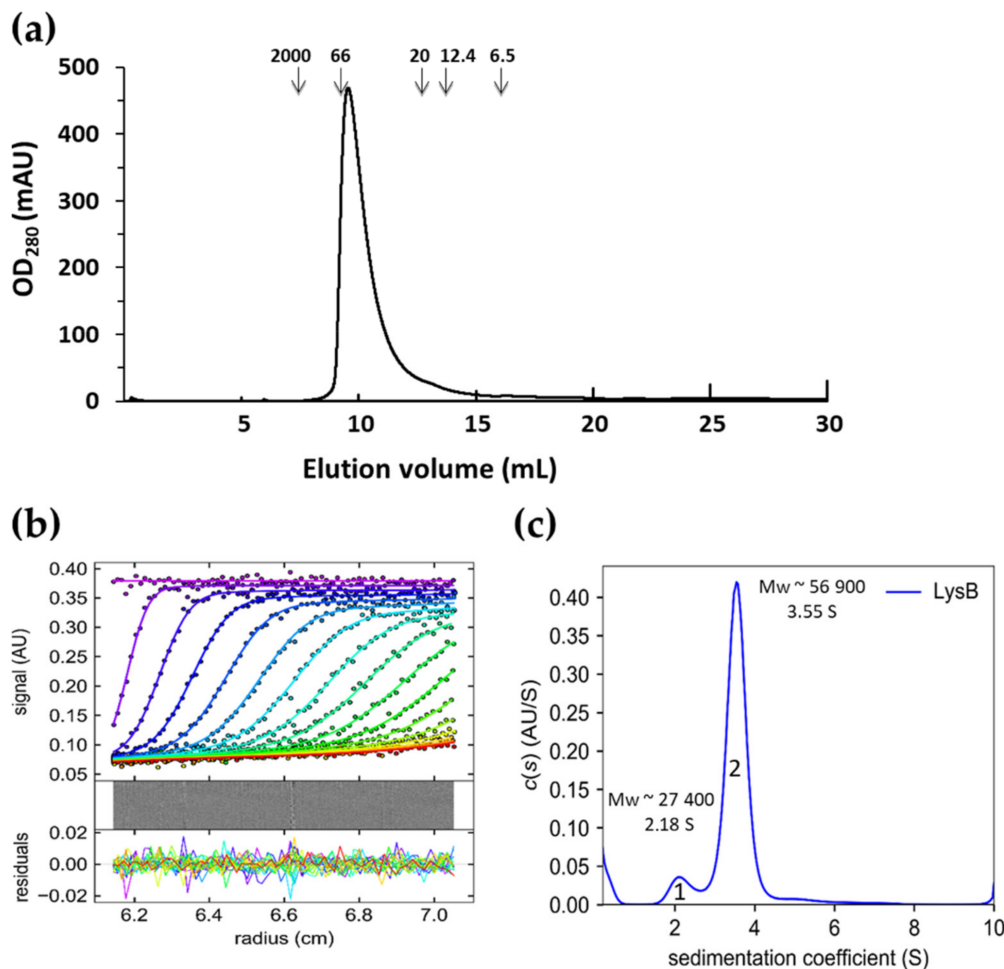 (a)
2000 66 20 12.4 6.5
500
400
300
200
100
0
OD280 (mAU)
5 10 15 20 25 30
Elution volume (mL)
(b)
0.40
0.35
0.30
0.25
0.20
0.15
0.10
0.05
signal (AU)
0.02
0.00
−0.02
residuals
6.2 6.4 6.6 6.8 7.0
radius (cm)
(c)
Mw ~ 56 900
3.55 S
LysB
0.40
0.35
0.30
0.25
0.20
0.15
0.10
0.05
0.00
c(s) (AU/S)
2
Mw ~ 27 400
2.18 S
1
0 2 4 6 8 10
sedimentation coefficient (S)